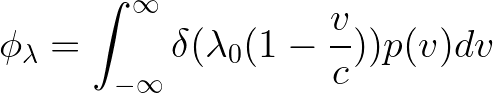 \phi_\lambda = \int_{-\infty}^{\infty} \delta(\lambda_0(1 - \frac{v}{c}))p(v)dv